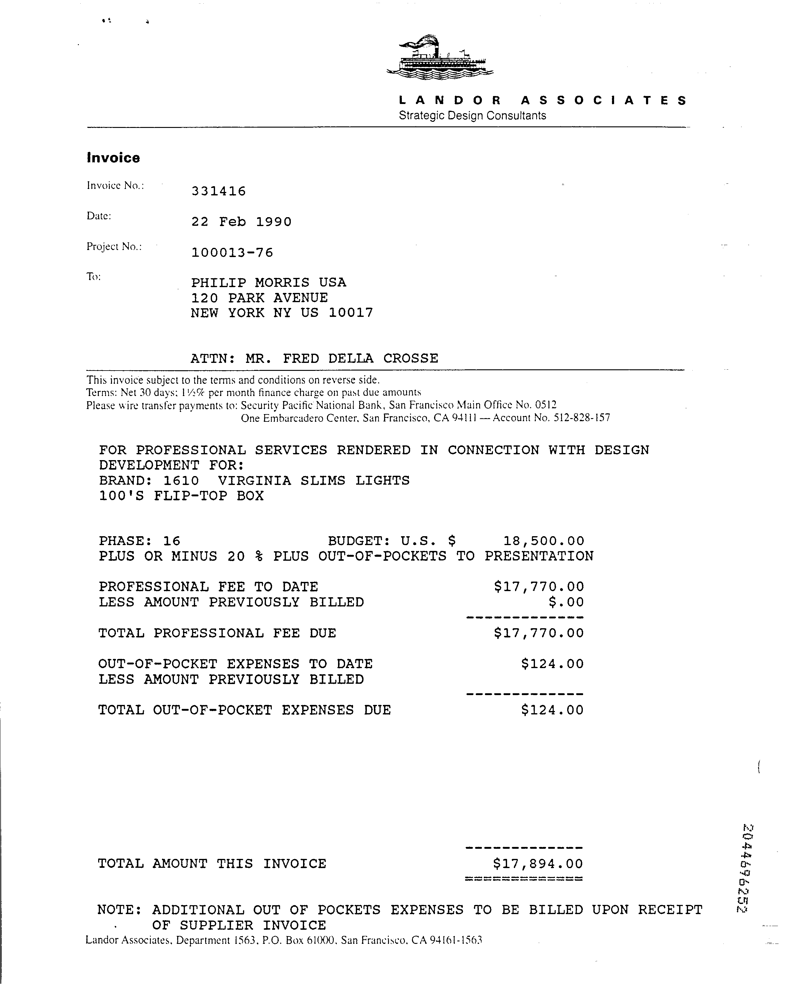 LANDOR ASSOCIATES
Strategic Design Consultants
Invoice
Invoice No.: 331416
Date: 22 Feb 1990
Project No.: 100013-76
To: PHILIP MORRIS USA
120 PARK AVENUE
NEW YORK NY US 10017
ATTN: MR. FRED DELLA CROSSE
This invoice subject to the terms and conditions on reverse side.
Terms: Net 30 days; 1½% per month finance charge on past due amounts
Please wire transfer payments to: Security Pacific National Bank, San Francisco Main Office No. 0512
One Embarcadero Center, San Francisco, CA 94111 — Account No. 512-828-157
FOR PROFESSIONAL SERVICES RENDERED IN CONNECTION WITH DESIGN
DEVELOPMENT FOR:
BRAND: 1610 VIRGINIA SLIMS LIGHTS
100'S FLIP-TOP BOX
PHASE: 16 BUDGET: U.S. $ 18,500.00
PLUS OR MINUS 20 % PLUS OUT-OF-POCKETS TO PRESENTATION
PROFESSIONAL FEE TO DATE $17,770.00
LESS AMOUNT PREVIOUSLY BILLED $.00
TOTAL PROFESSIONAL FEE DUE $17,770.00
OUT-OF-POCKET EXPENSES TO DATE $124.00
LESS AMOUNT PREVIOUSLY BILLED
TOTAL OUT-OF-POCKET EXPENSES DUE $124.00
TOTAL AMOUNT THIS INVOICE $17,894.00
NOTE: ADDITIONAL OUT OF POCKETS EXPENSES TO BE BILLED UPON RECEIPT
OF SUPPLIER INVOICE
Landor Associates, Department 1563, P.O. Box 61000, San Francisco, CA 94161-1563
2044696252